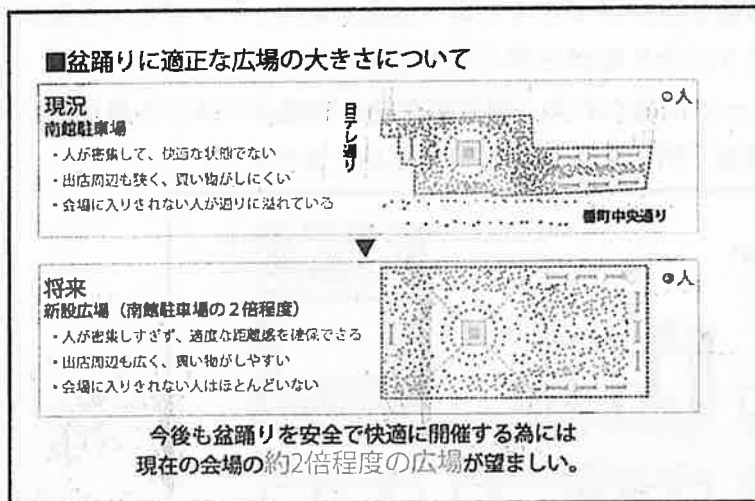 ■盆踊りに適正な広場の大きさについて
現況
南館駐車場
・人が密集して、快適な状態でない
・出店周辺も狭く、買い物がしにくい
・会場に入りきれない人が通りに溢れている
日テレ通り
○人
番町中央通り
▼
将来
新設広場（南館駐車場の２倍程度）
・人が密集しすぎず、適度な距離感を確保できる
・出店周辺も広く、買い物がしやすい
・会場に入りきれない人はほとんどいない
○人
今後も盆踊りを安全で快適に開催する為には
現在の会場の約2倍程度の広場が望ましい。